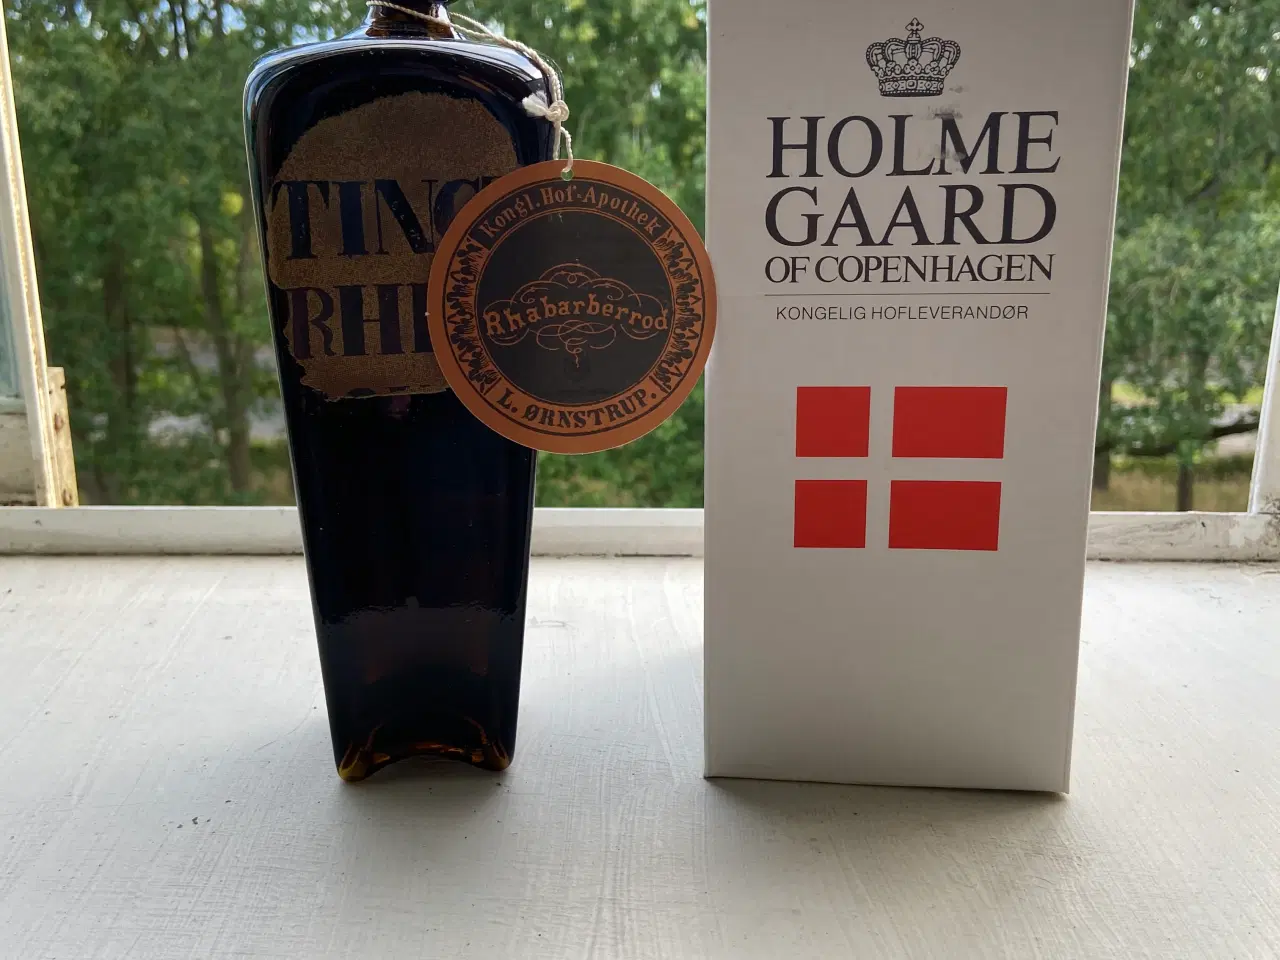 TINC
RHE
Kongl. Hof-Apothek
Rhabarberrod
L. ØRNSTRUP.
HOLME
GAARD
OF COPENHAGEN
KONGELIG HOFLEVERANDØR